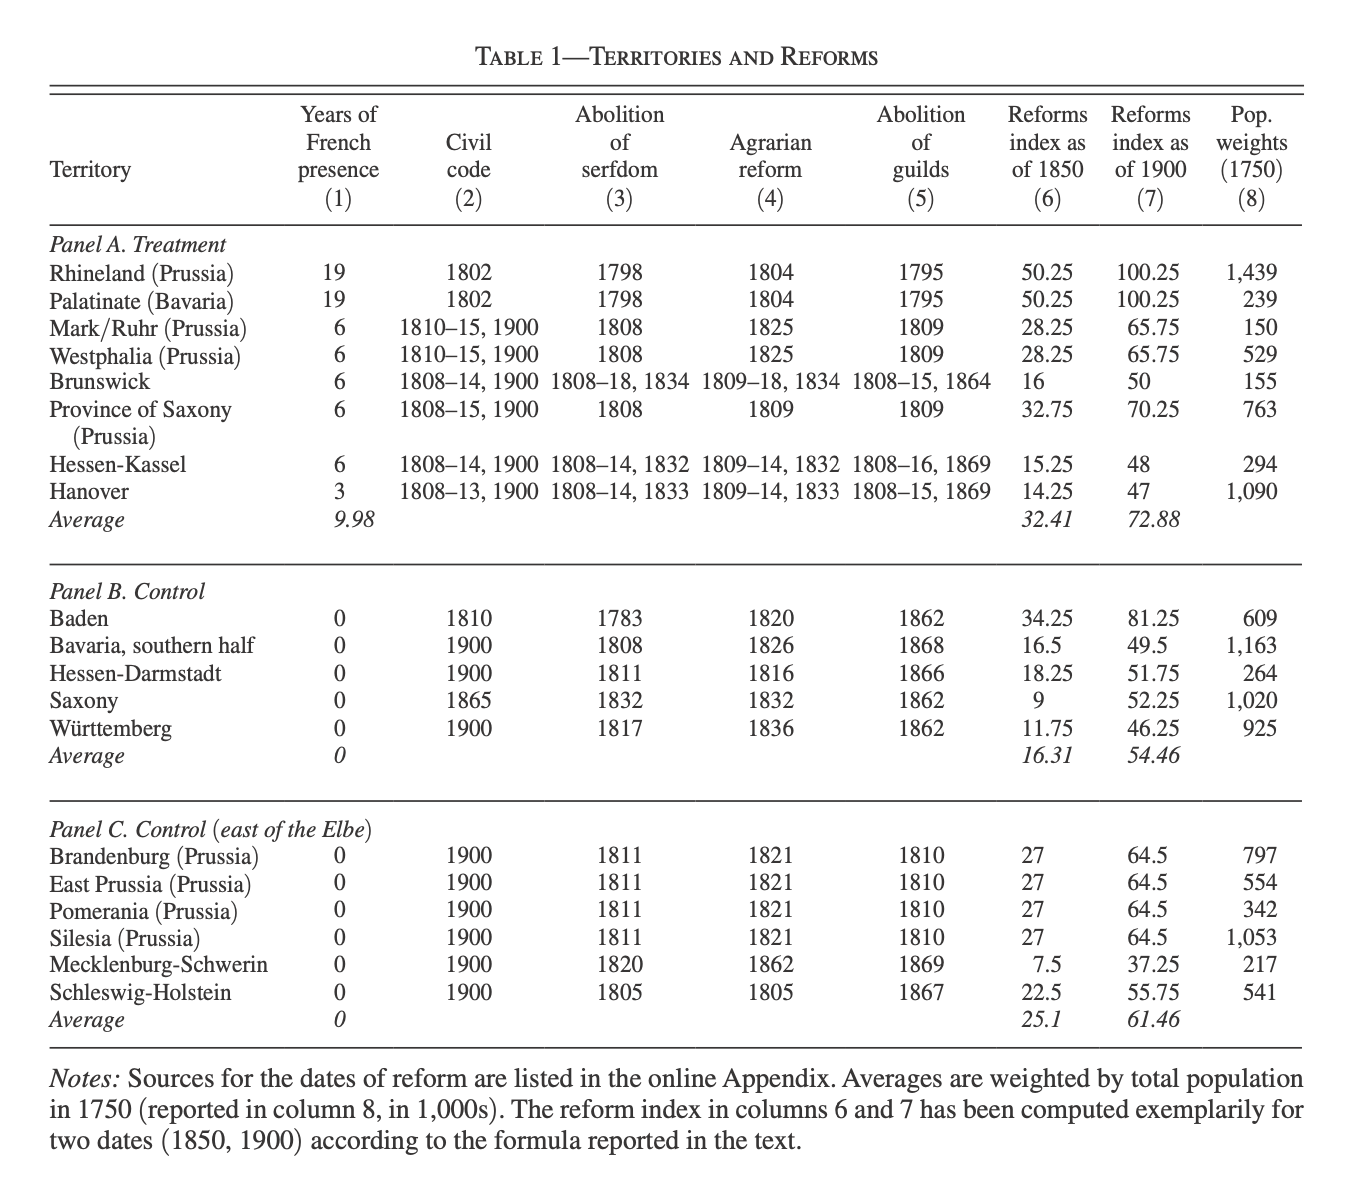 TABLE 1—TERRITORIES AND REFORMS
Territory Years of French presence (1) Civil code (2) Abolition of serfdom (3) Agrarian reform (4) Abolition of guilds (5) Reforms index as of 1850 (6) Reforms index as of 1900 (7) Pop. weights (1750) (8)
Panel A. Treatment
Rhineland (Prussia) 19 1802 1798 1804 1795 50.25 100.25 1,439
Palatinate (Bavaria) 19 1802 1798 1804 1795 50.25 100.25 239
Mark/Ruhr (Prussia) 6 1810–15, 1900 1808 1825 1809 28.25 65.75 150
Westphalia (Prussia) 6 1810–15, 1900 1808 1825 1809 28.25 65.75 529
Brunswick 6 1808–14, 1900 1808–18, 1834 1809–18, 1834 1808–15, 1864 16 50 155
Province of Saxony 6 1808–15, 1900 1808 1809 1809 32.75 70.25 763
(Prussia)
Hessen-Kassel 6 1808–14, 1900 1808–14, 1832 1809–14, 1832 1808–16, 1869 15.25 48 294
Hanover 3 1808–13, 1900 1808–14, 1833 1809–14, 1833 1808–15, 1869 14.25 47 1,090
Average 9.98 32.41 72.88
Panel B. Control
Baden 0 1810 1783 1820 1862 34.25 81.25 609
Bavaria, southern half 0 1900 1808 1826 1868 16.5 49.5 1,163
Hessen-Darmstadt 0 1900 1811 1816 1866 18.25 51.75 264
Saxony 0 1865 1832 1832 1862 9 52.25 1,020
Württemberg 0 1900 1817 1836 1862 11.75 46.25 925
Average 0 16.31 54.46
Panel C. Control (east of the Elbe)
Brandenburg (Prussia) 0 1900 1811 1821 1810 27 64.5 797
East Prussia (Prussia) 0 1900 1811 1821 1810 27 64.5 554
Pomerania (Prussia) 0 1900 1811 1821 1810 27 64.5 342
Silesia (Prussia) 0 1900 1811 1821 1810 27 64.5 1,053
Mecklenburg-Schwerin 0 1900 1820 1862 1869 7.5 37.25 217
Schleswig-Holstein 0 1900 1805 1805 1867 22.5 55.75 541
Average 0 25.1 61.46
Notes: Sources for the dates of reform are listed in the online Appendix. Averages are weighted by total population
in 1750 (reported in column 8, in 1,000s). The reform index in columns 6 and 7 has been computed exemplarily for
two dates (1850, 1900) according to the formula reported in the text.